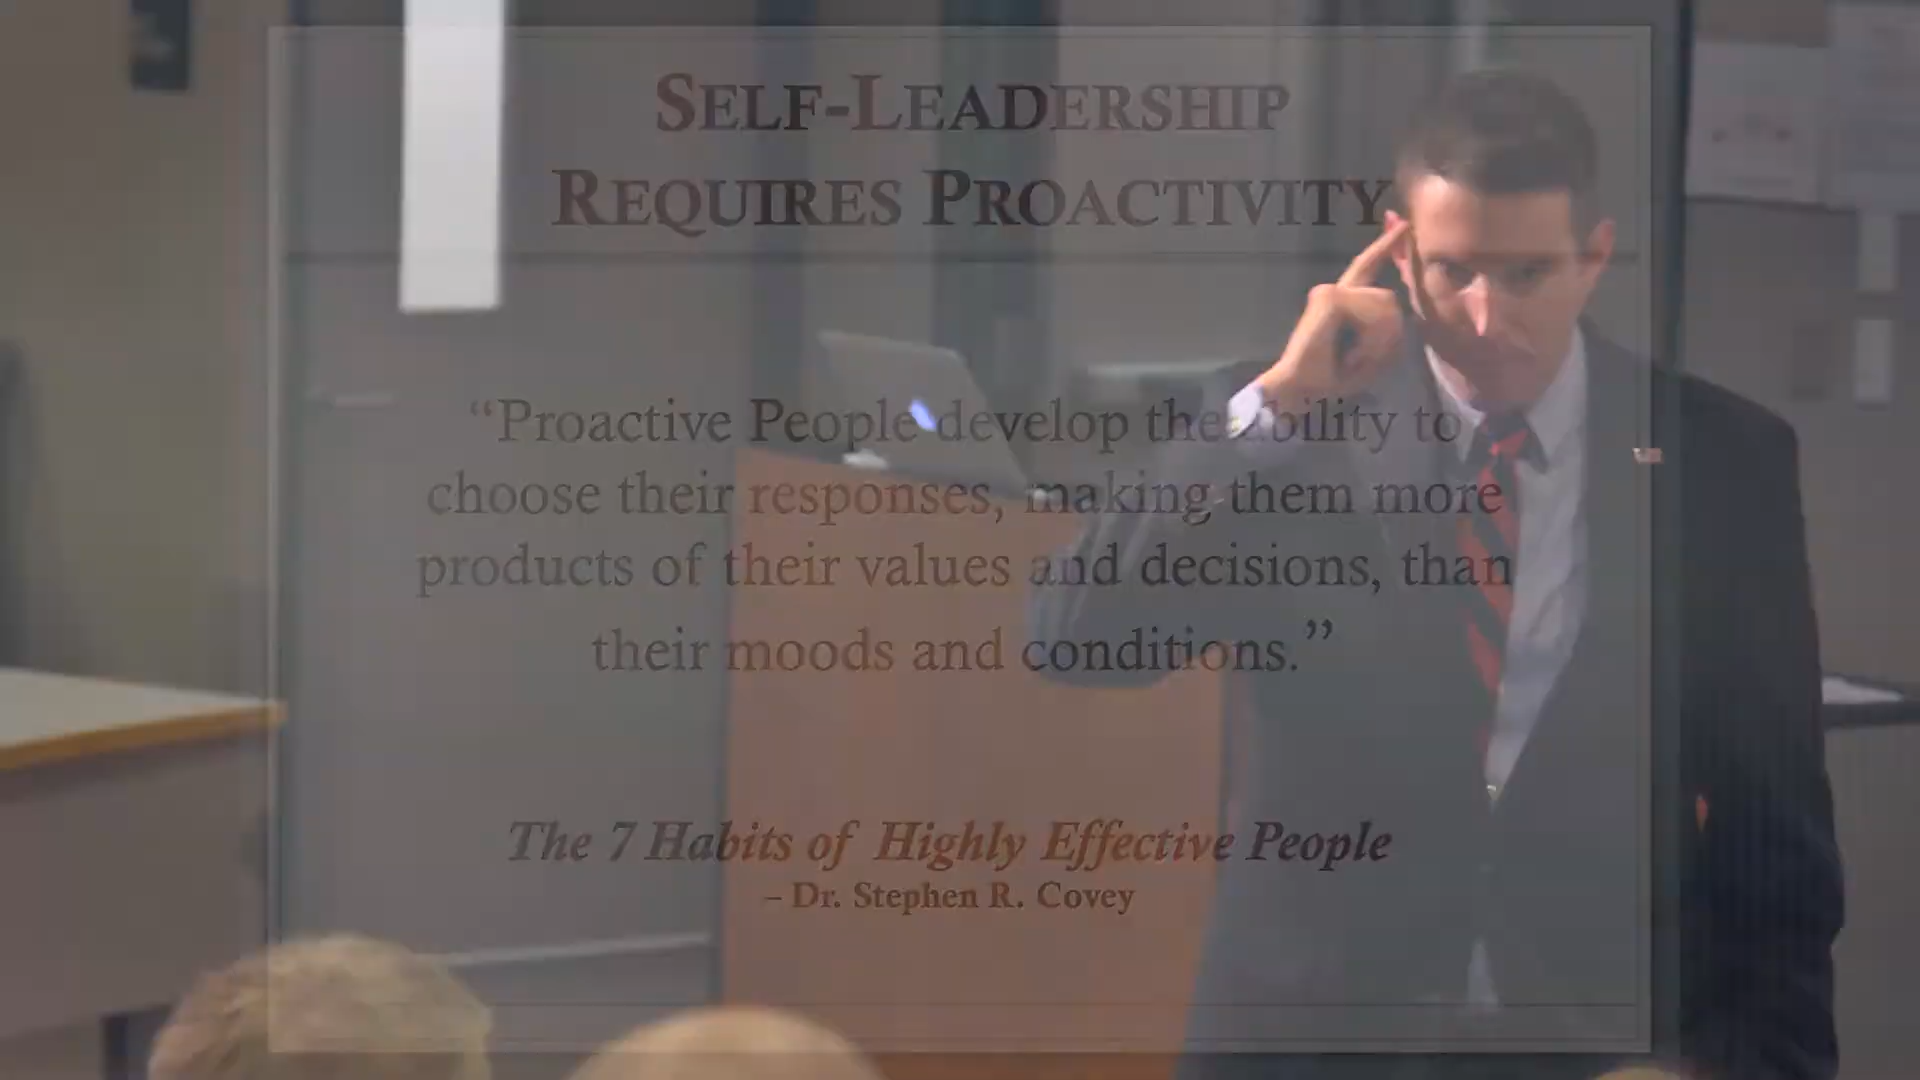 SELF-LEADERSHIP
REQUIRES PROACTIVITY
“Proactive People develop the ability to
choose their responses, making them more
products of their values and decisions, than
their moods and conditions.”
The 7 Habits of Highly Effective People
– Dr. Stephen R. Covey